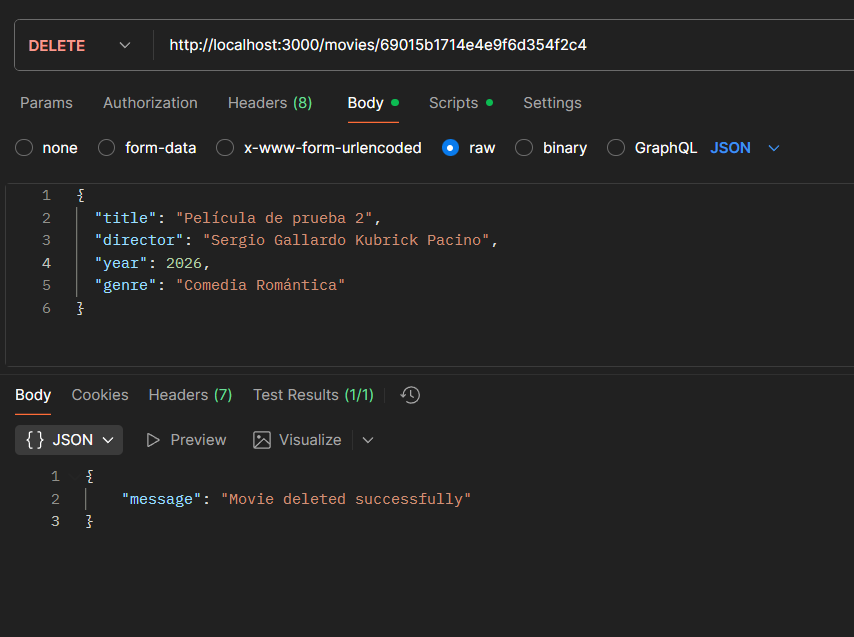 DELETE http://localhost:3000/movies/69015b1714e4e9f6d354f2c4
Params Authorization Headers (8) Body Scripts Settings
none form-data x-www-form-urlencoded raw binary GraphQL JSON
1 {
2 "title": "Película de prueba 2",
3 "director": "Sergio Gallardo Kubrick Pacino",
4 "year": 2026,
5 "genre": "Comedia Romántica"
6 }
Body Cookies Headers (7) Test Results (1/1)
{} JSON Preview Visualize
1 {
2 "message": "Movie deleted successfully"
3 }